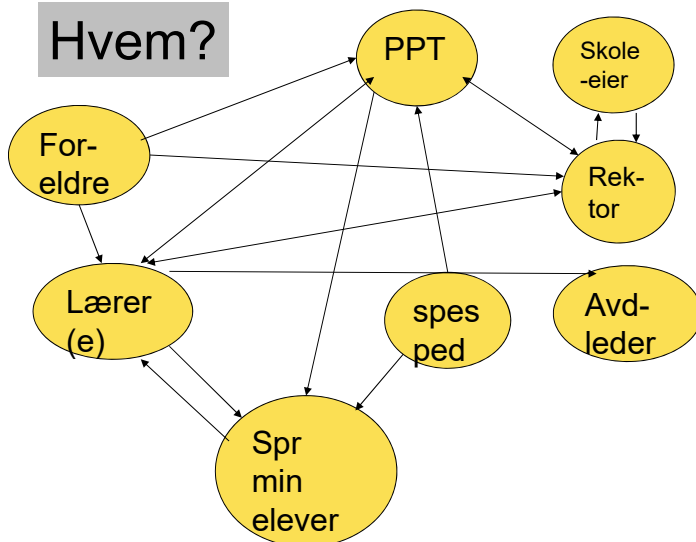 Hvem?
PPT
Skole
-eier
For-
eldre
Rek-
tor
Lærer
(e)
spes
ped
Avd-
leder
Spr
min
elever